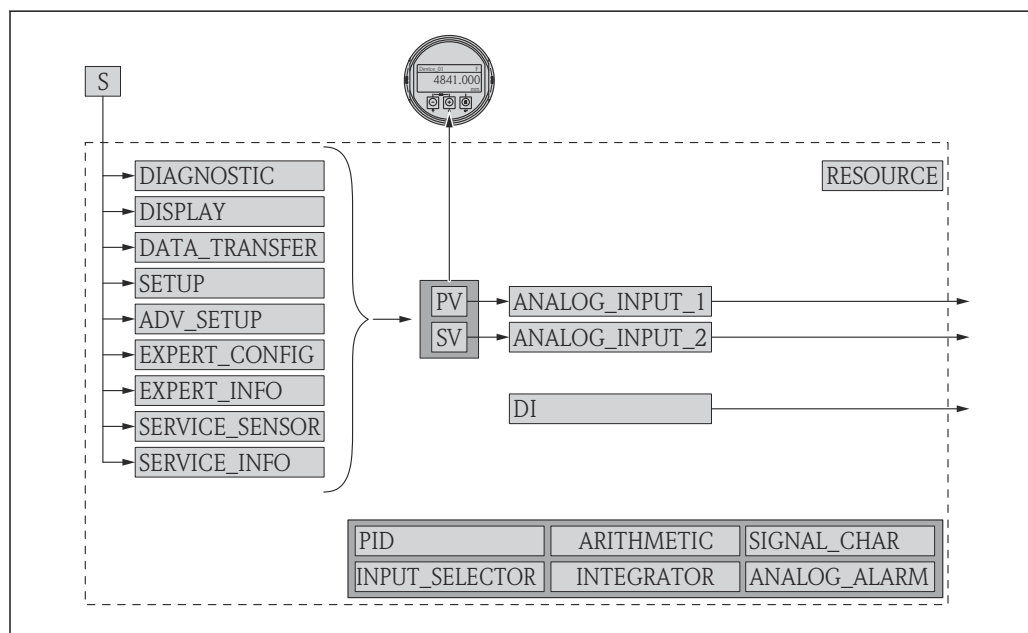 S
Device_01
4841.000
DIAGNOSTIC
DISPLAY
DATA_TRANSFER
SETUP
ADV_SETUP
EXPERT_CONFIG
EXPERT_INFO
SERVICE_SENSOR
SERVICE_INFO
RESOURCE
PV
ANALOG_INPUT_1
SV
ANALOG_INPUT_2
DI
PID ARITHMETIC SIGNAL_CHAR
INPUT_SELECTOR INTEGRATOR ANALOG_ALARM